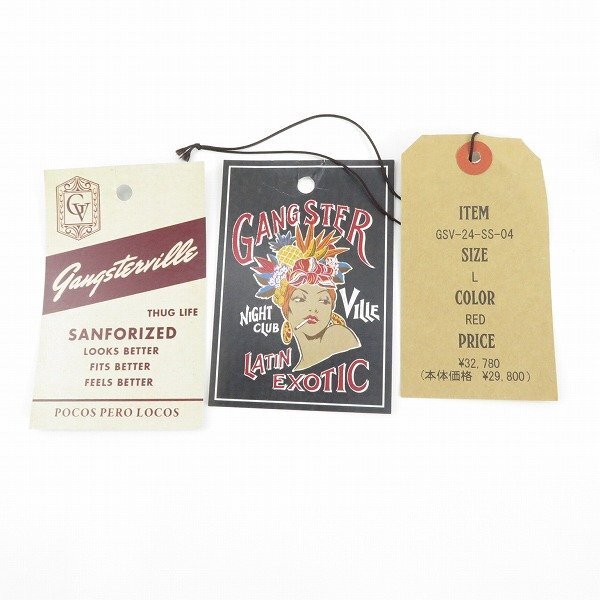 GV
Gangsterville
THUG LIFE
SANFORIZED
LOOKS BETTER
FITS BETTER
FEELS BETTER
POCOS PERO LOCOS
GANGSTER
VILLE
NIGHT
CLUB
LATIN
EXOTIC
ITEM
GSV-24-SS-04
SIZE
L
COLOR
RED
PRICE
¥32,780
(本体価格 ¥29,800)